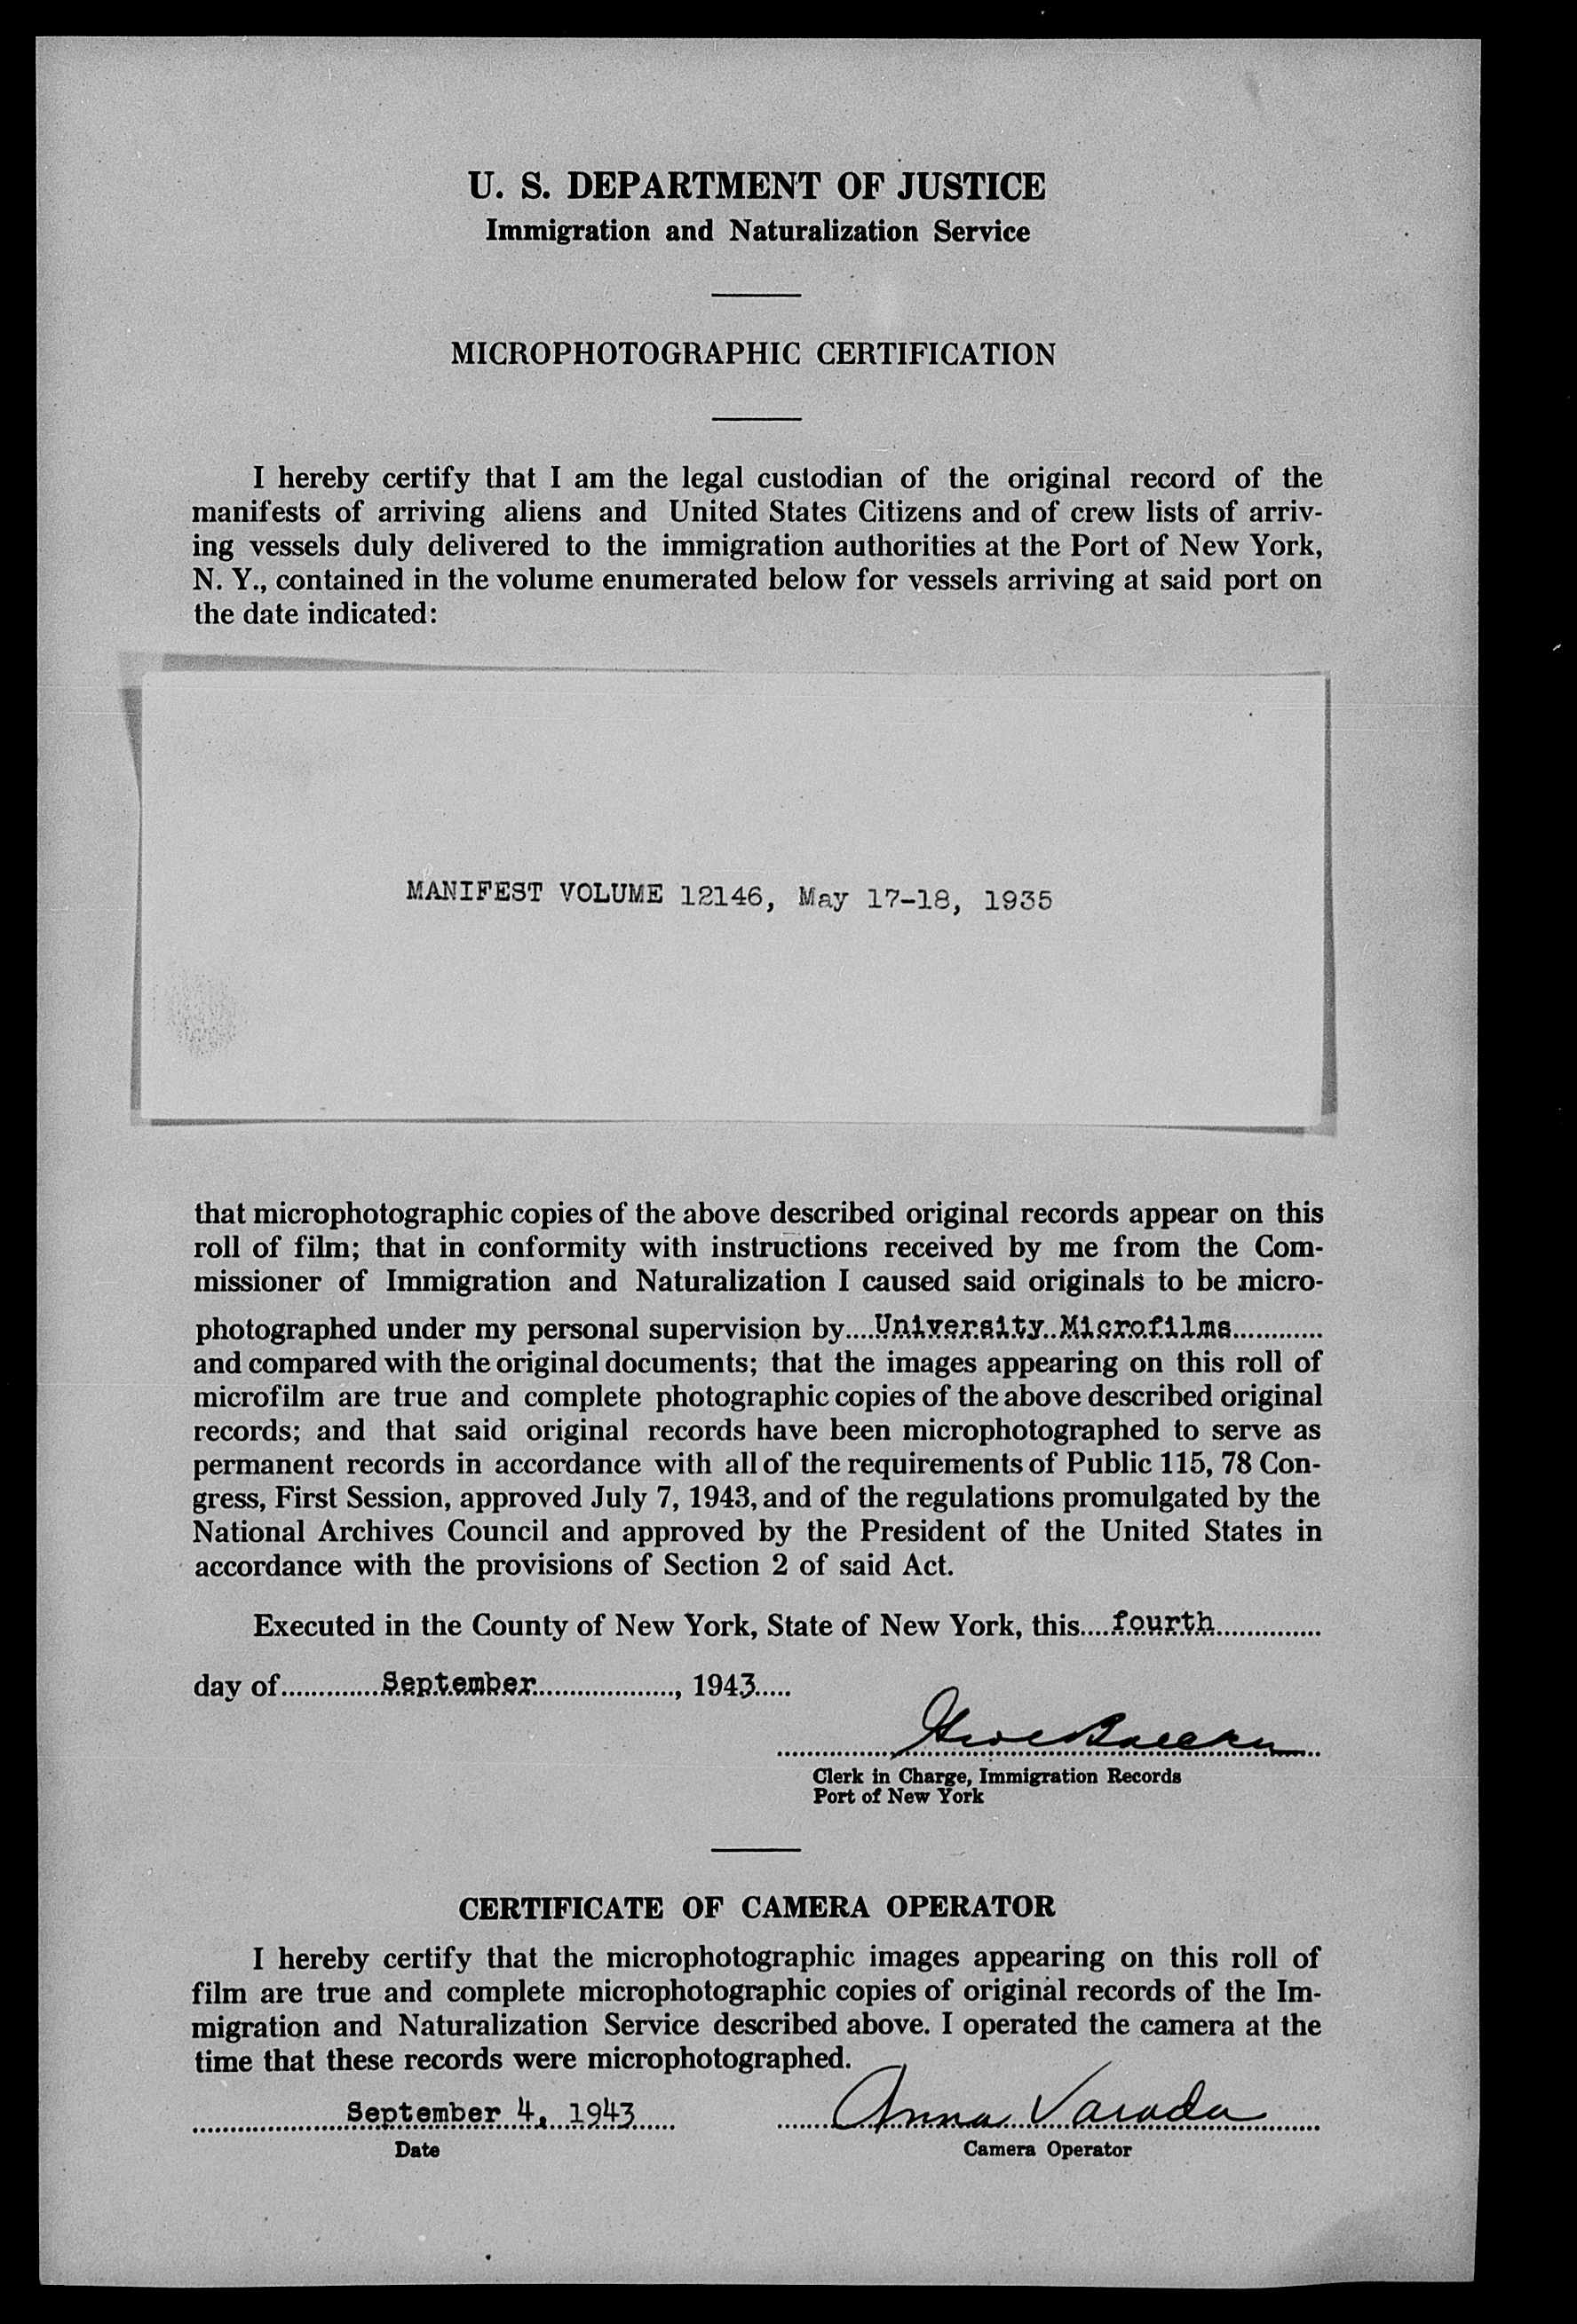 U. S. DEPARTMENT OF JUSTICE
Immigration and Naturalization Service
MICROPHOTOGRAPHIC CERTIFICATION
I hereby certify that I am the legal custodian of the original record of the
manifests of arriving aliens and United States Citizens and of crew lists of arriv-
ing vessels duly delivered to the immigration authorities at the Port of New York,
N. Y., contained in the volume enumerated below for vessels arriving at said port on
the date indicated:
MANIFEST VOLUME 12146, May 17-18, 1935
that microphotographic copies of the above described original records appear on this
roll of film; that in conformity with instructions received by me from the Com-
missioner of Immigration and Naturalization I caused said originals to be micro-
photographed under my personal supervision by....University Microfilms............
and compared with the original documents; that the images appearing on this roll of
microfilm are true and complete photographic copies of the above described original
records; and that said original records have been microphotographed to serve as
permanent records in accordance with all of the requirements of Public 115, 78 Con-
gress, First Session, approved July 7, 1943, and of the regulations promulgated by the
National Archives Council and approved by the President of the United States in
accordance with the provisions of Section 2 of said Act.
Executed in the County of New York, State of New York, this....fourth..............
day of.............September..................., 1943.....
Clerk in Charge, Immigration Records
Port of New York
CERTIFICATE OF CAMERA OPERATOR
I hereby certify that the microphotographic images appearing on this roll of
film are true and complete microphotographic copies of original records of the Im-
migration and Naturalization Service described above. I operated the camera at the
time that these records were microphotographed.
September 4, 1943 Anna Varada
Date Camera Operator